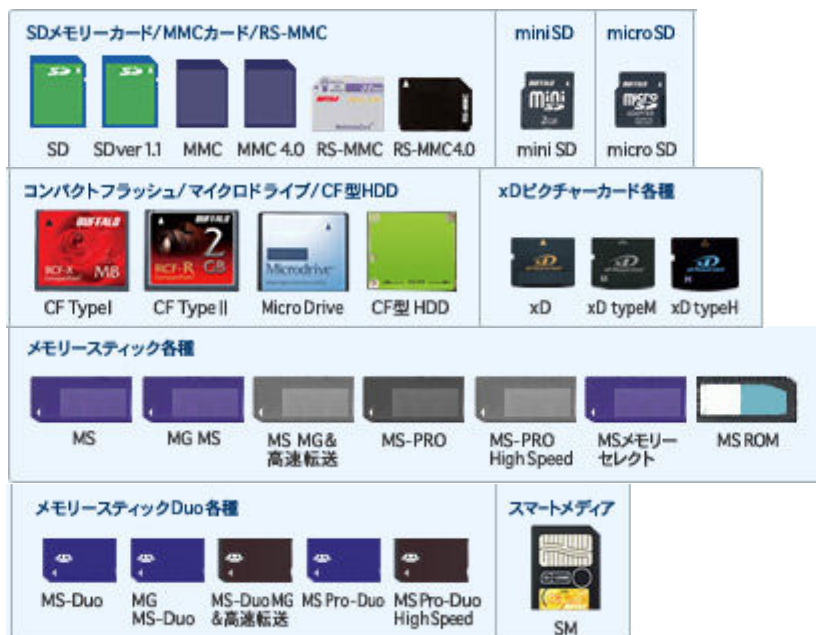 SDメモリーカード/MMCカード/RS-MMC
miniSD
microSD
SD
SDver 1.1
MMC
MMC 4.0
RS-MMC
RS-MMC4.0
mini SD
micro SD
コンパクトフラッシュ/マイクロドライブ/CF型HDD
xDピクチャーカード各種
BUFFALO
RCF-X
MB
BUFFALO
2
RCF-R
GB
Microdrive
CF TypeI
CF TypeII
Micro Drive
CF型 HDD
xD
xD typeM
xD typeH
メモリースティック各種
MS
MG MS
MS MG&
高速転送
MS-PRO
MS-PRO
High Speed
MSメモリー
セレクト
MS ROM
メモリースティックDuo各種
スマートメディア
MS-Duo
MG
MS-Duo
MS-DuoMG
&高速転送
MS Pro-Duo
MS Pro-Duo
High Speed
SM